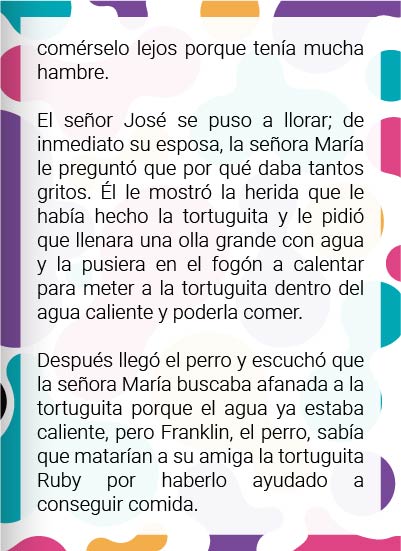 comérselo lejos porque tenía mucha
hambre.
El señor José se puso a llorar; de
inmediato su esposa, la señora María
le preguntó que por qué daba tantos
gritos. Él le mostró la herida que le
había hecho la tortuguita y le pidió
que llenara una olla grande con agua
y la pusiera en el fogón a calentar
para meter a la tortuguita dentro del
agua caliente y poderla comer.
Después llegó el perro y escuchó que
la señora María buscaba afanada a la
tortuguita porque el agua ya estaba
caliente, pero Franklin, el perro, sabía
que matarían a su amiga la tortuguita
Ruby por haberlo ayudado a
conseguir comida.